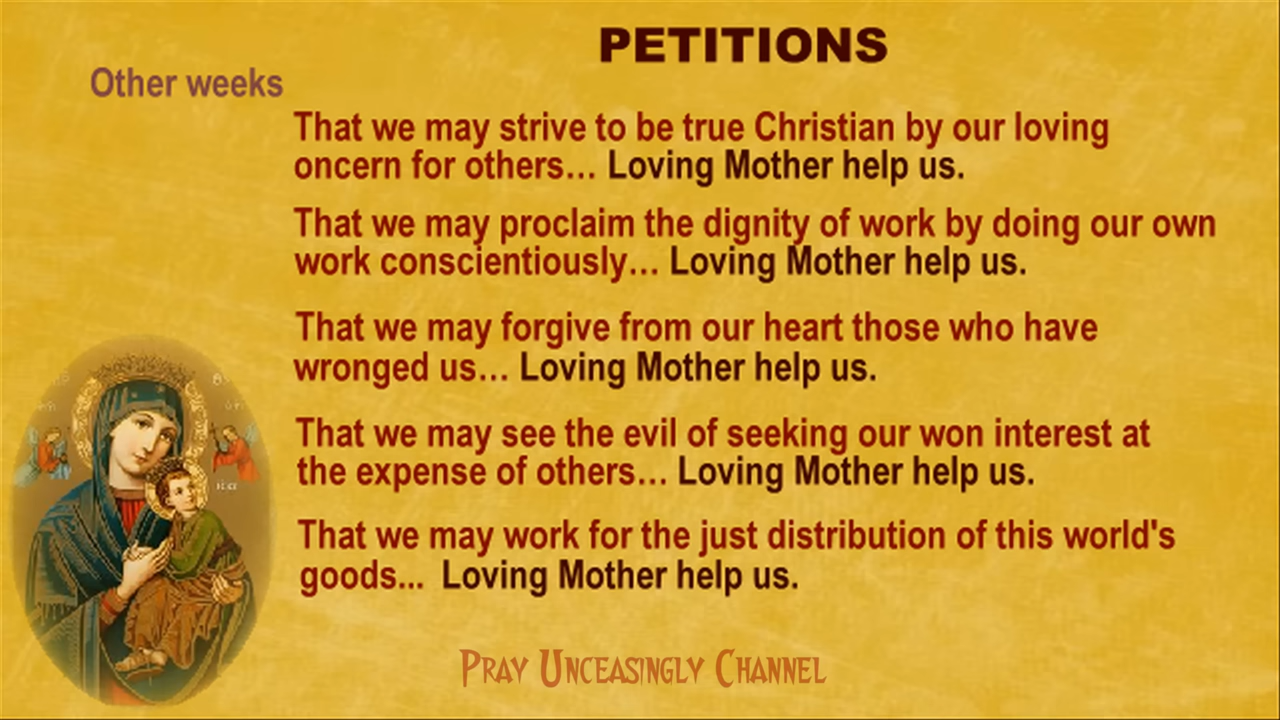 PETITIONS
Other weeks
That we may strive to be true Christian by our loving
oncern for others… Loving Mother help us.
That we may proclaim the dignity of work by doing our own
work conscientiously… Loving Mother help us.
That we may forgive from our heart those who have
wronged us… Loving Mother help us.
That we may see the evil of seeking our won interest at
the expense of others… Loving Mother help us.
That we may work for the just distribution of this world's
goods... Loving Mother help us.
Pray Unceasingly Channel